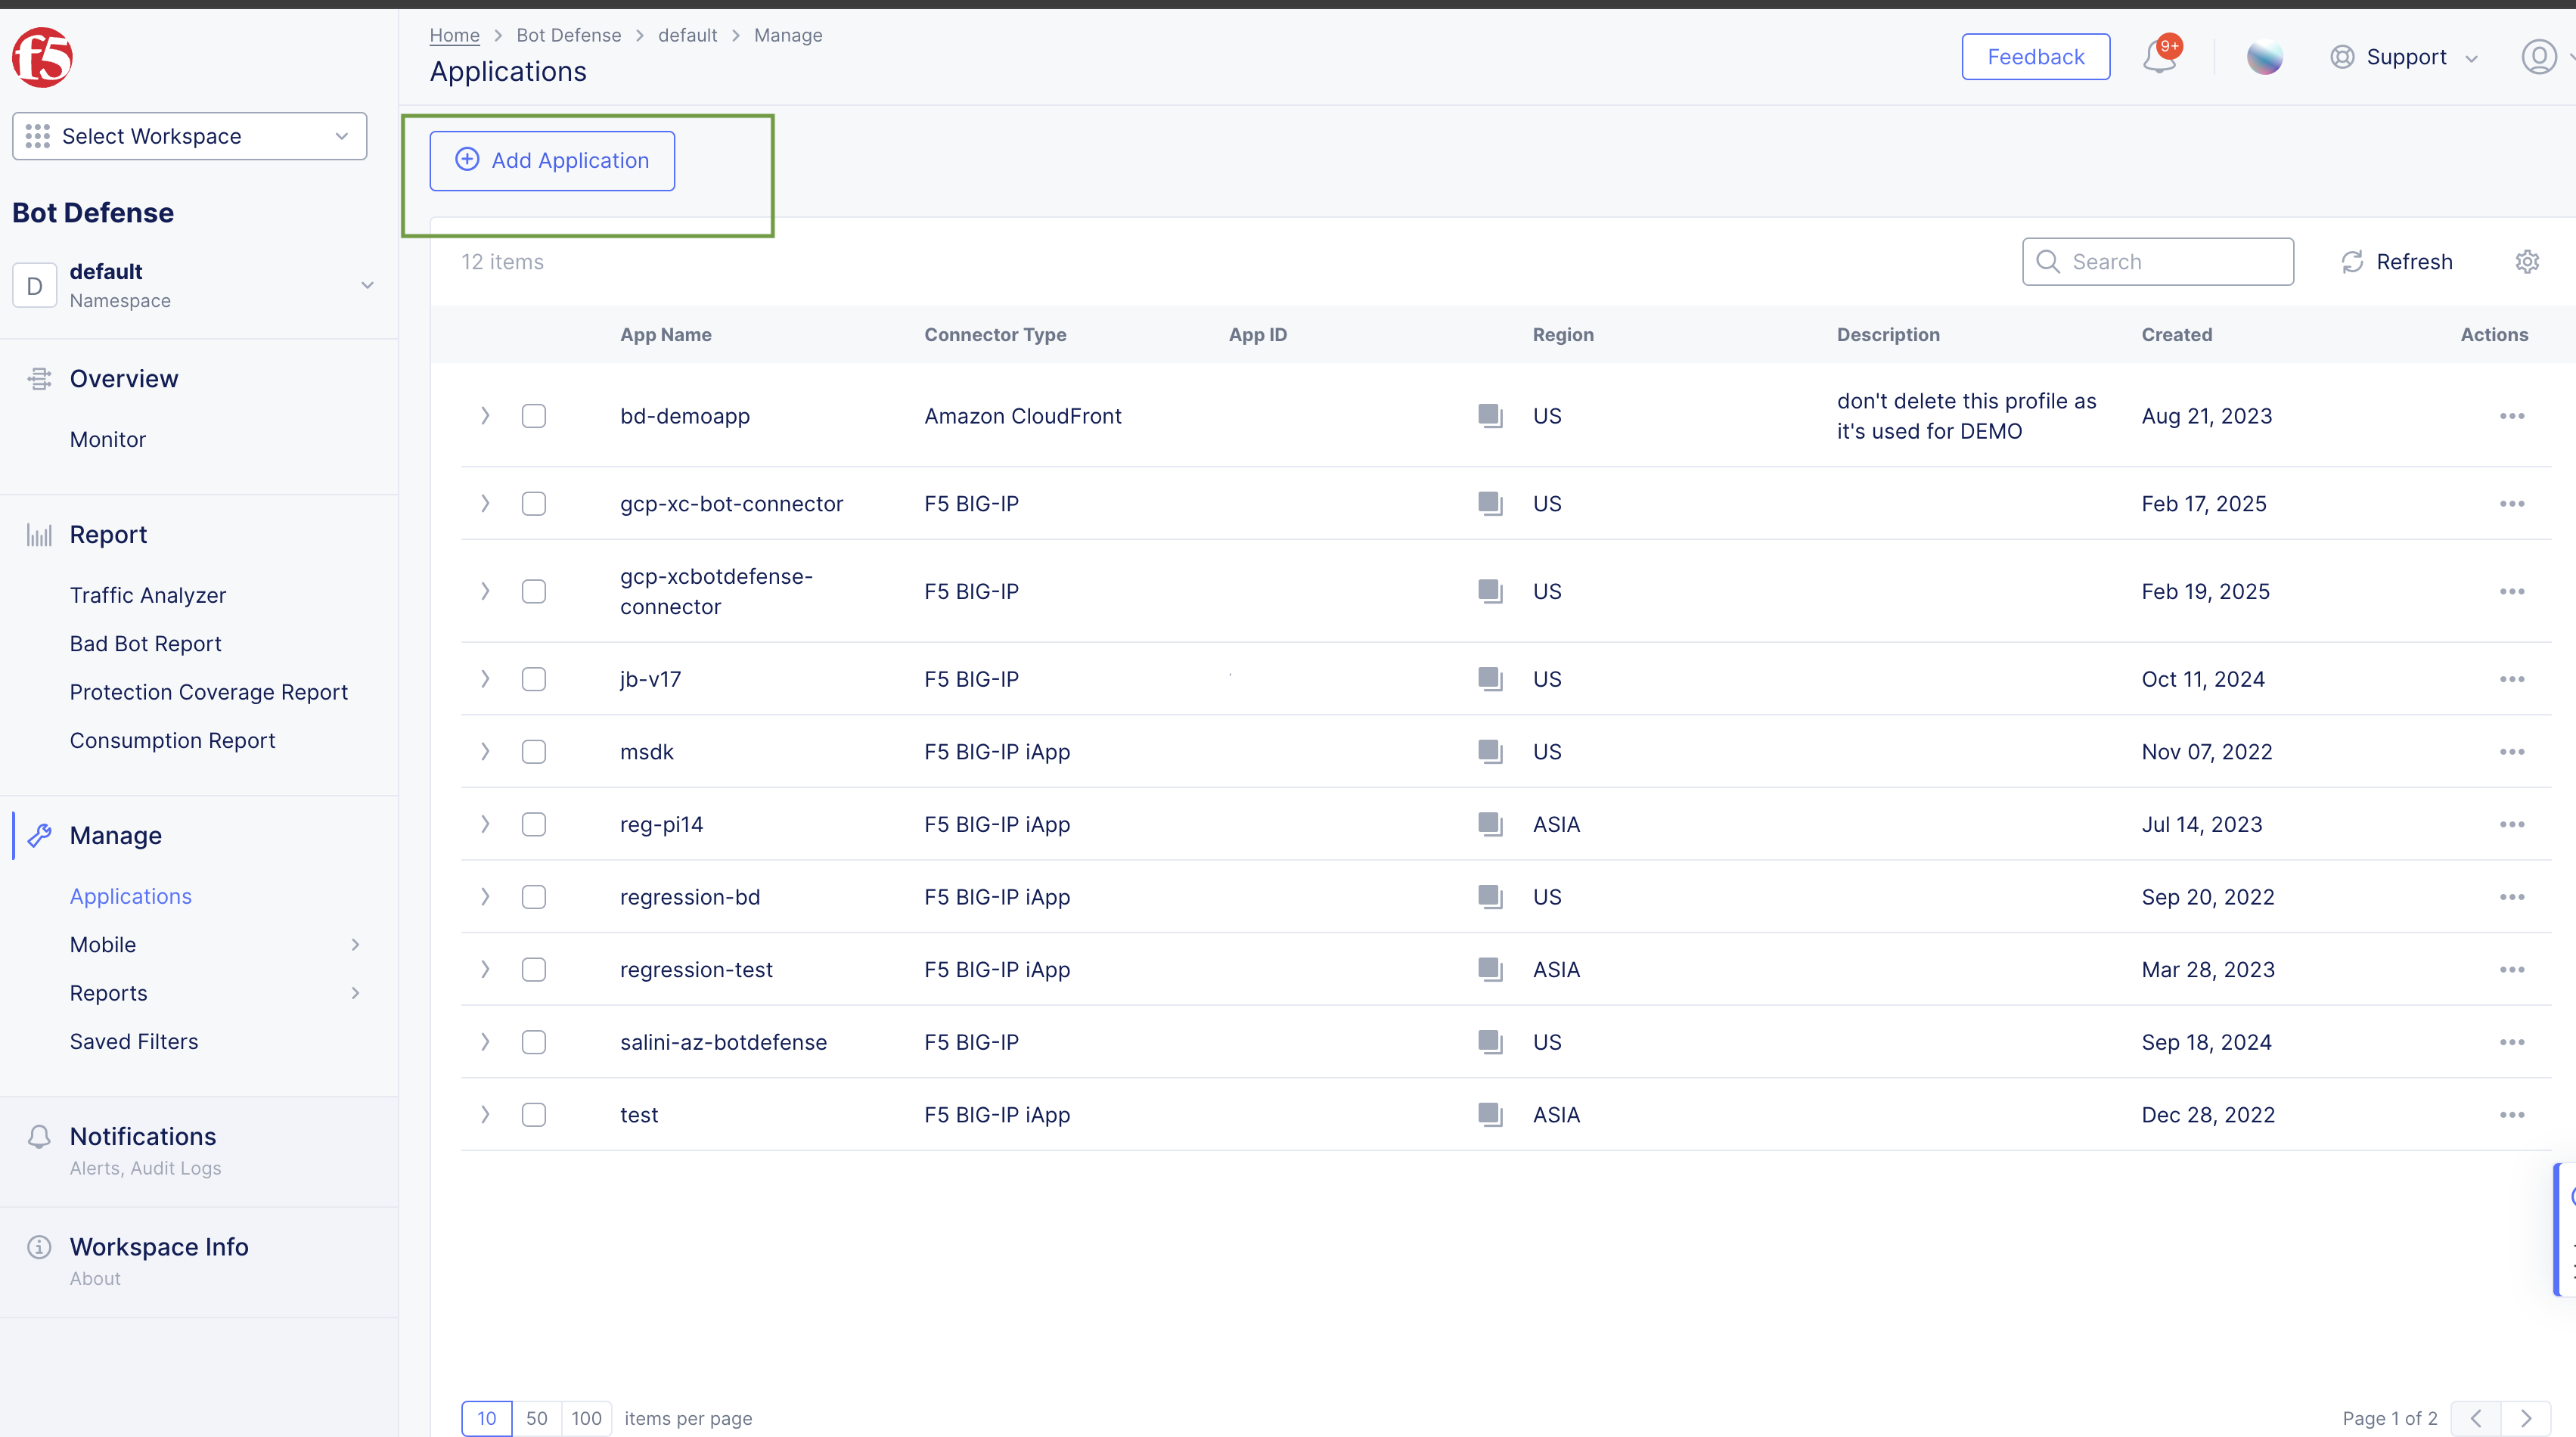 f5
Home > Bot Defense > default > Manage
Applications
Feedback
9+
Support
Select Workspace
Add Application
Bot Defense
D
default
Namespace
12 items
Search
Refresh
App Name Connector Type App ID Region Description Created Actions
Overview
Monitor
Report
Traffic Analyzer
Bad Bot Report
Protection Coverage Report
Consumption Report
Manage
Applications
Mobile
Reports
Saved Filters
Notifications
Alerts, Audit Logs
Workspace Info
About
bd-demoapp Amazon CloudFront US don't delete this profile as Aug 21, 2023
it's used for DEMO
gcp-xc-bot-connector F5 BIG-IP US Feb 17, 2025
gcp-xcbotdefense-
connector F5 BIG-IP US Feb 19, 2025
jb-v17 F5 BIG-IP US Oct 11, 2024
msdk F5 BIG-IP iApp US Nov 07, 2022
reg-pi14 F5 BIG-IP iApp ASIA Jul 14, 2023
regression-bd F5 BIG-IP iApp US Sep 20, 2022
regression-test F5 BIG-IP iApp ASIA Mar 28, 2023
salini-az-botdefense F5 BIG-IP US Sep 18, 2024
test F5 BIG-IP iApp ASIA Dec 28, 2022
10 50 100 items per page
Page 1 of 2